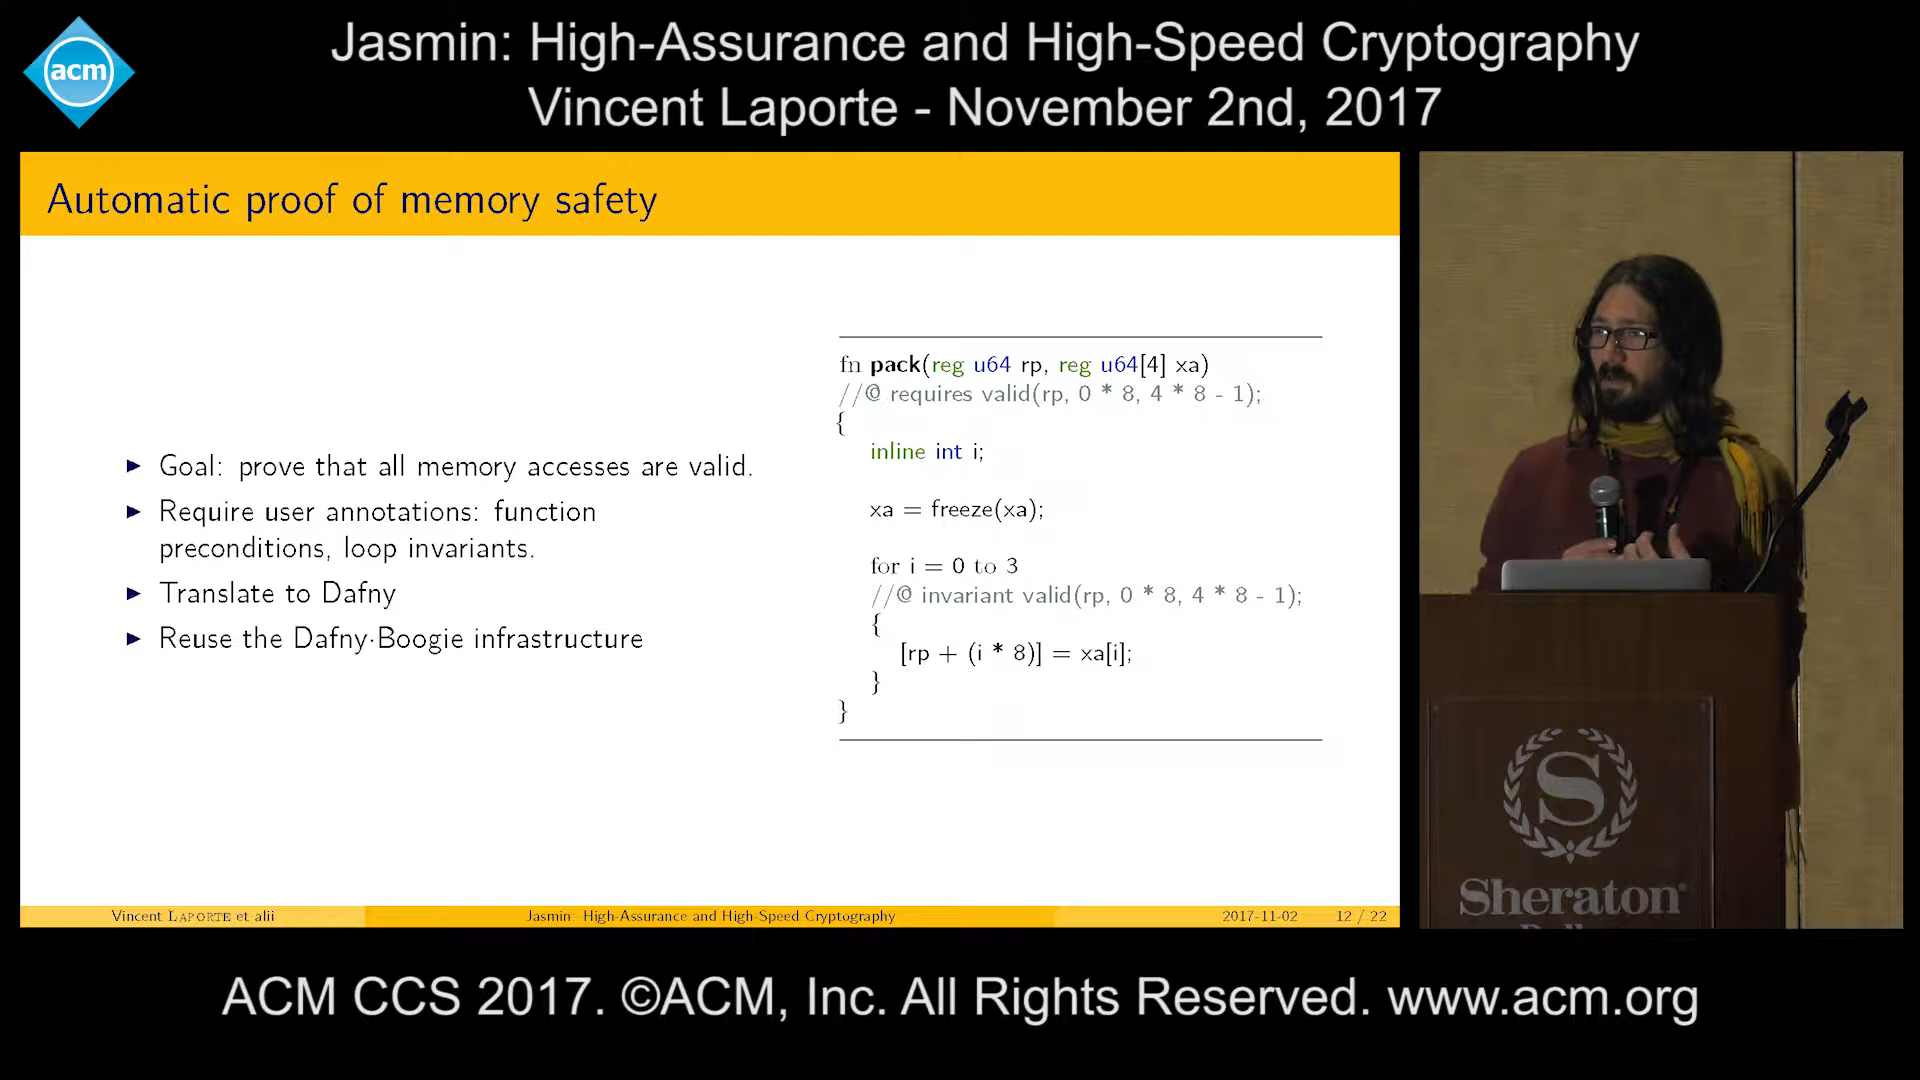 acm
Jasmin: High-Assurance and High-Speed Cryptography
Vincent Laporte - November 2nd, 2017
Automatic proof of memory safety
▶ Goal: prove that all memory accesses are valid.
▶ Require user annotations: function
preconditions, loop invariants.
▶ Translate to Dafny
▶ Reuse the Dafny·Boogie infrastructure
fn pack(reg u64 rp, reg u64[4] xa)
//@ requires valid(rp, 0 * 8, 4 * 8 - 1);
{
inline int i;
xa = freeze(xa);
for i = 0 to 3
//@ invariant valid(rp, 0 * 8, 4 * 8 - 1);
{
[rp + (i * 8)] = xa[i];
}
}
Vincent LAPORTE et alii
Jasmin: High-Assurance and High-Speed Cryptography
2017-11-02
12 / 22
S
Sheraton
ACM CCS 2017. ©ACM, Inc. All Rights Reserved. www.acm.org